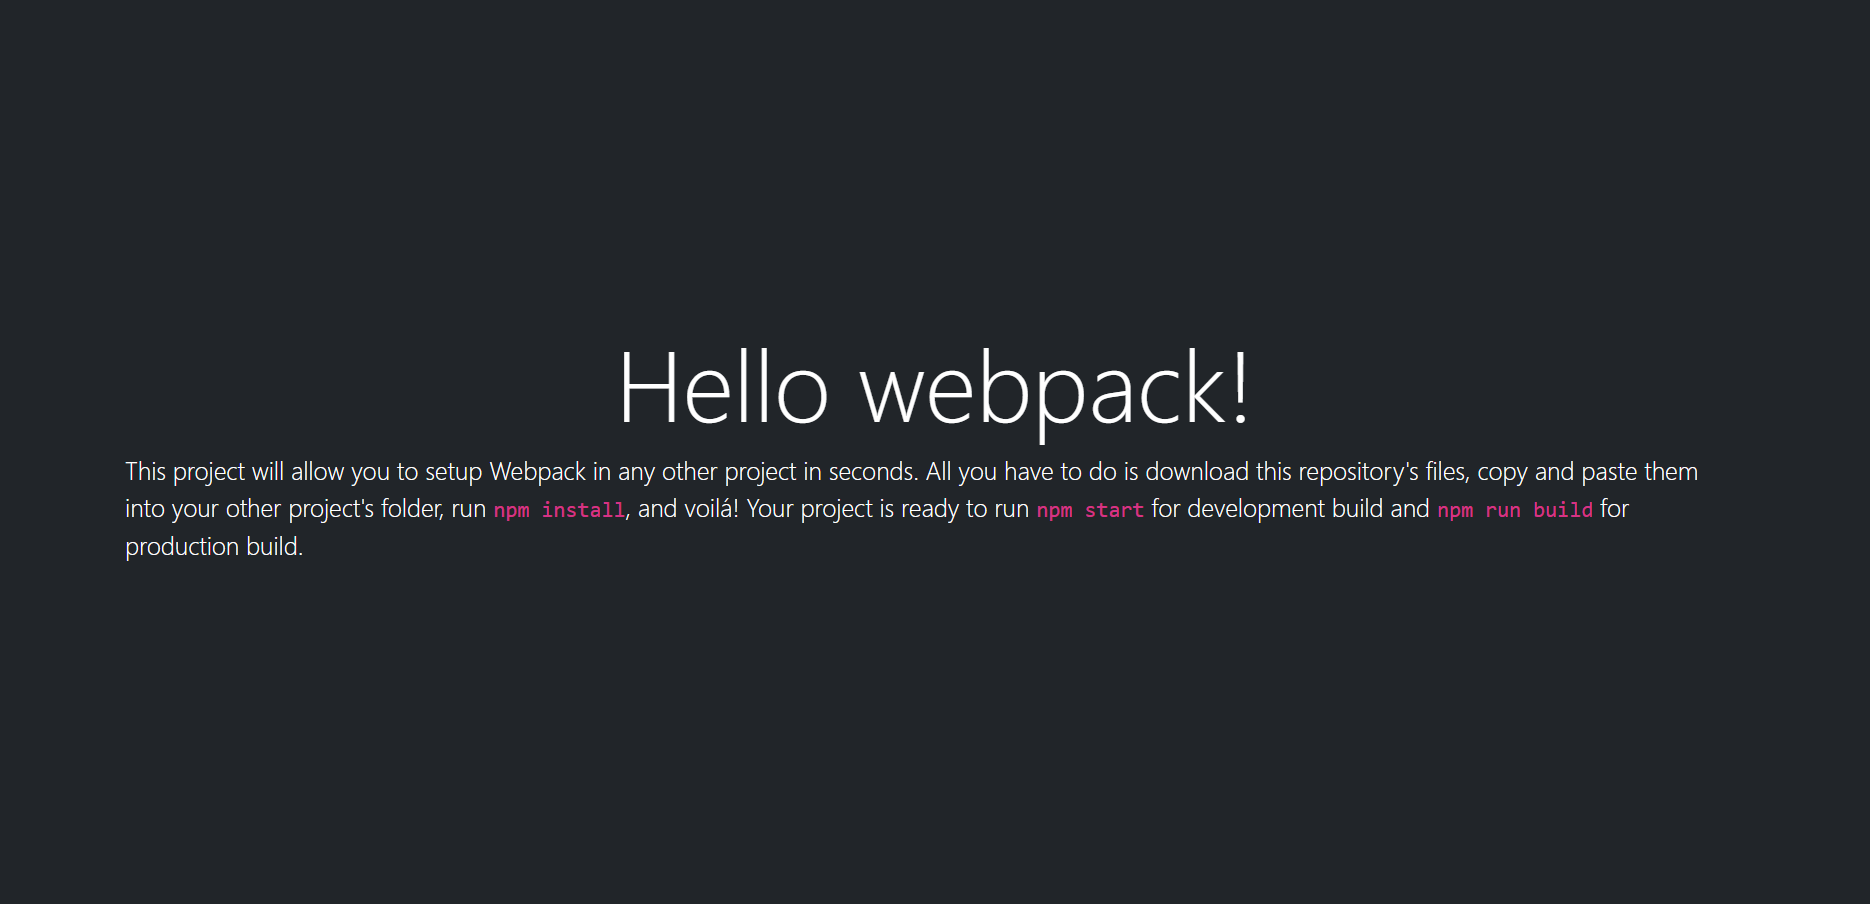 Hello webpack!
This project will allow you to setup Webpack in any other project in seconds. All you have to do is download this repository's files, copy and paste them
into your other project's folder, run npm install, and voilá! Your project is ready to run npm start for development build and npm run build for
production build.